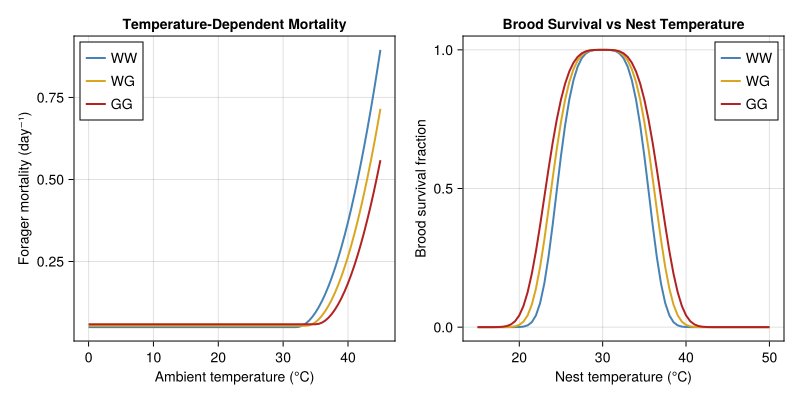 Temperature-Dependent Mortality
WW
WG
GG
0.75
0.50
0.25
0
10
20
30
40
Forager mortality (day⁻¹)
Ambient temperature (°C)
Brood Survival vs Nest Temperature
WW
WG
GG
1.0
0.5
0.0
20
30
40
50
Brood survival fraction
Nest temperature (°C)